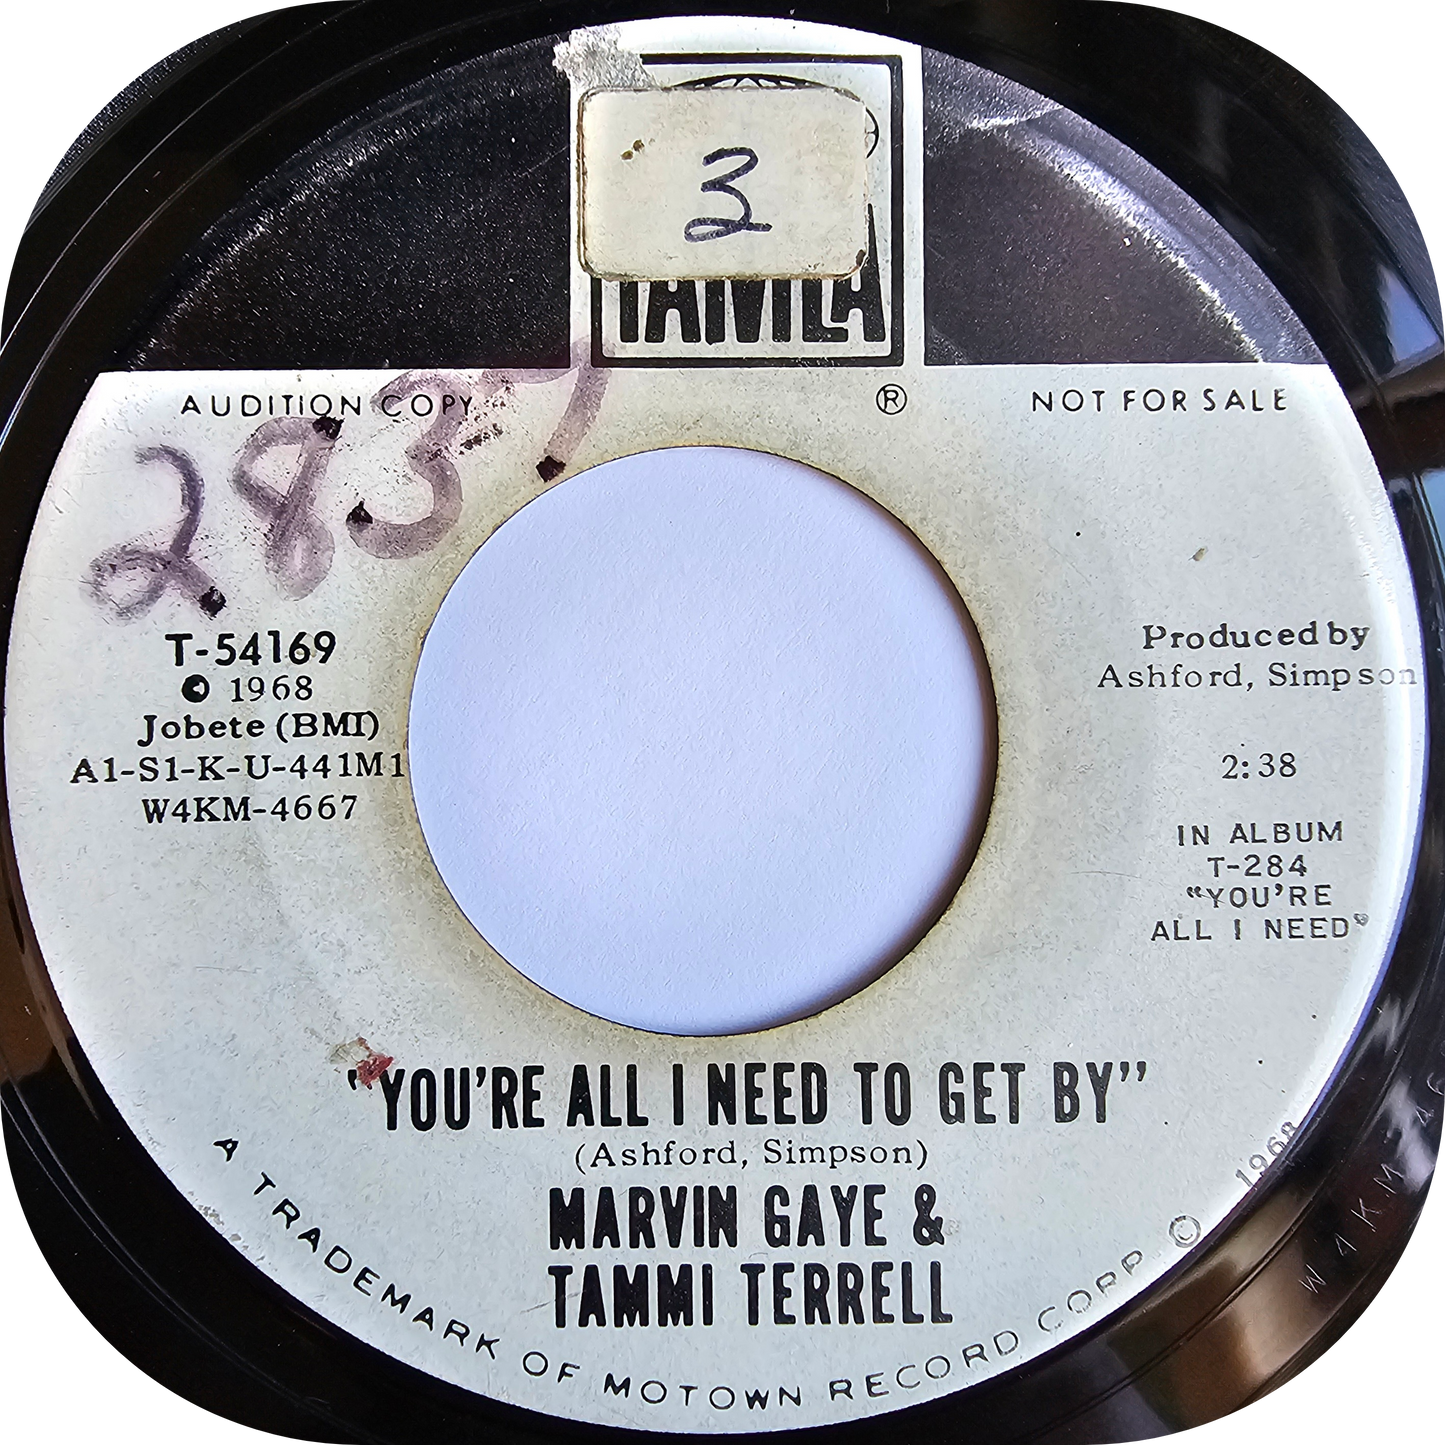 3
TAMLA
AUDITION COPY
®
NOT FOR SALE
2837
T-54169
℗ 1968
Jobete (BMI)
A1-S1-K-U-441M1
W4KM-4667
Produced by
Ashford, Simpson
2:38
IN ALBUM
T-284
"YOU'RE
ALL I NEED"
"YOU'RE ALL I NEED TO GET BY"
(Ashford, Simpson)
MARVIN GAYE &
TAMMI TERRELL
A TRADEMARK OF MOTOWN RECORD CORP © 1968
W4KM